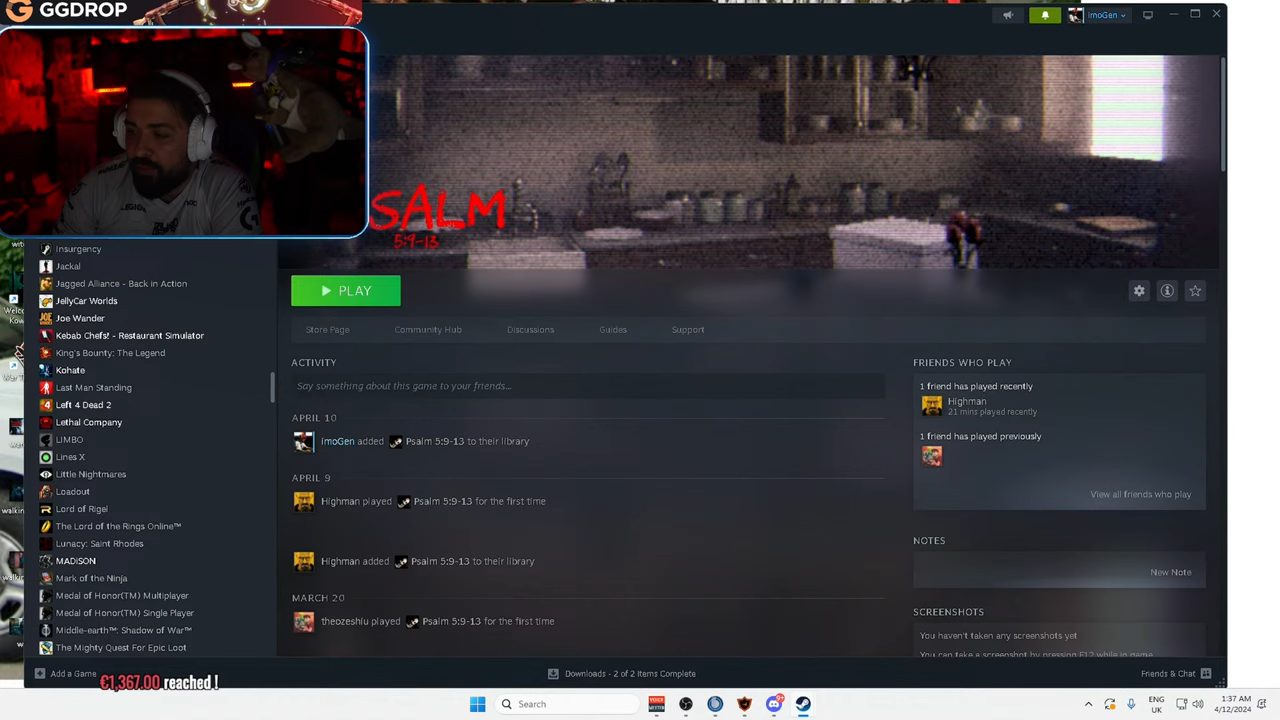 GGDROP
imoGen
SALM
5:9-13
PLAY
Store Page
Community Hub
Discussions
Guides
Support
Insurgency
Jackal
Jagged Alliance - Back in Action
JellyCar Worlds
Joe Wander
Kebab Chefs! - Restaurant Simulator
King's Bounty: The Legend
Kohate
Last Man Standing
Left 4 Dead 2
Lethal Company
LIMBO
Lines X
Little Nightmares
Loadout
Lord of Rigel
The Lord of the Rings Online™
Lunacy: Saint Rhodes
MADiSON
Mark of the Ninja
Medal of Honor(TM) Multiplayer
Medal of Honor(TM) Single Player
Middle-earth™: Shadow of War™
The Mighty Quest For Epic Loot
ACTIVITY
Say something about this game to your friends...
APRIL 10
imoGen added Psalm 5:9-13 to their library
APRIL 9
Highman played Psalm 5:9-13 for the first time
Highman added Psalm 5:9-13 to their library
MARCH 20
theozeshiu played Psalm 5:9-13 for the first time
FRIENDS WHO PLAY
1 friend has played recently
Highman
21 mins played recently
1 friend has played previously
View all friends who play
NOTES
New Note
SCREENSHOTS
You haven't taken any screenshots yet
You can take a screenshot by pressing F12 while in game
Add a Game
Downloads - 2 of 2 Items Complete
Friends & Chat
€1,367.00 reached !
Search
ENG
UK
1:37 AM
4/12/2024